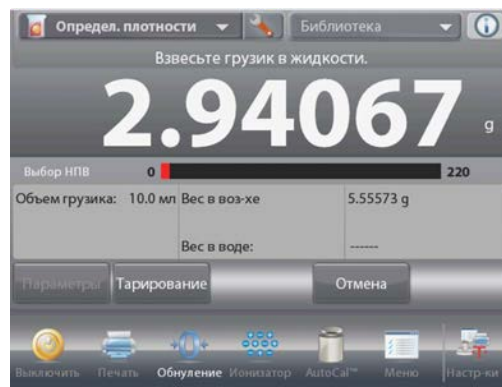 Определ. плотности Библиотека
Взвесьте грузик в жидкости.
2.94067 g
Выбор НПВ 0 220
Объем грузика: 10.0 мл Вес в воз-хе 5.55573 g
Вес в воде: ------
Параметры Тарирование Отмена
Выключить Печать Обнуление Ионизатор AutoCal™ Меню Настр-ки